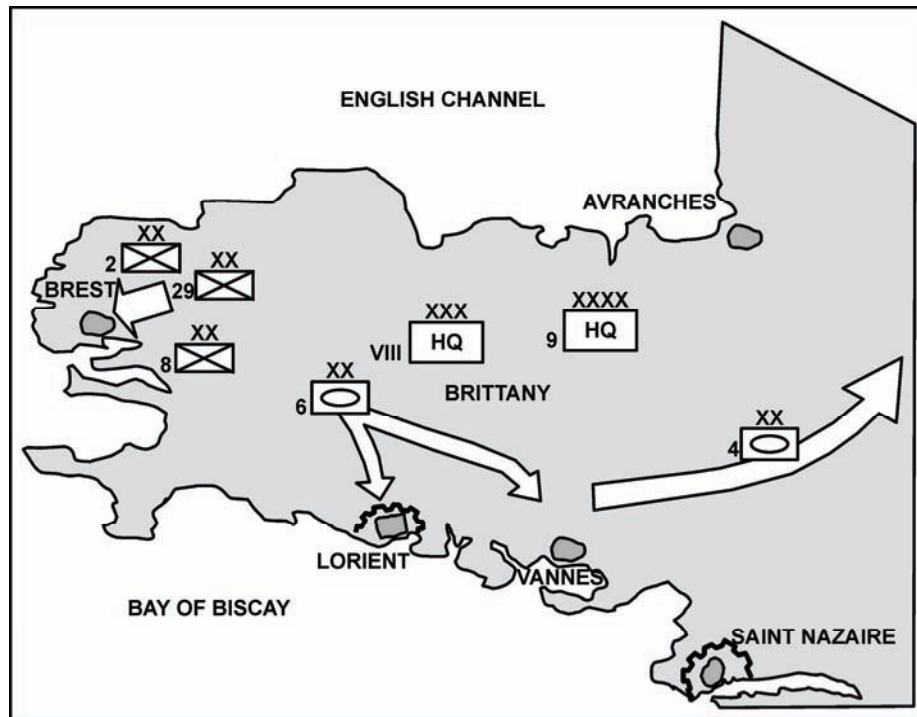 ENGLISH CHANNEL
AVRANCHES
XX
2
XX
29
BREST
XX
8
XXX
VIII HQ
XXXX
9 HQ
BRITTANY
XX
6
XX
4
LORIENT
VANNES
BAY OF BISCAY
SAINT NAZAIRE